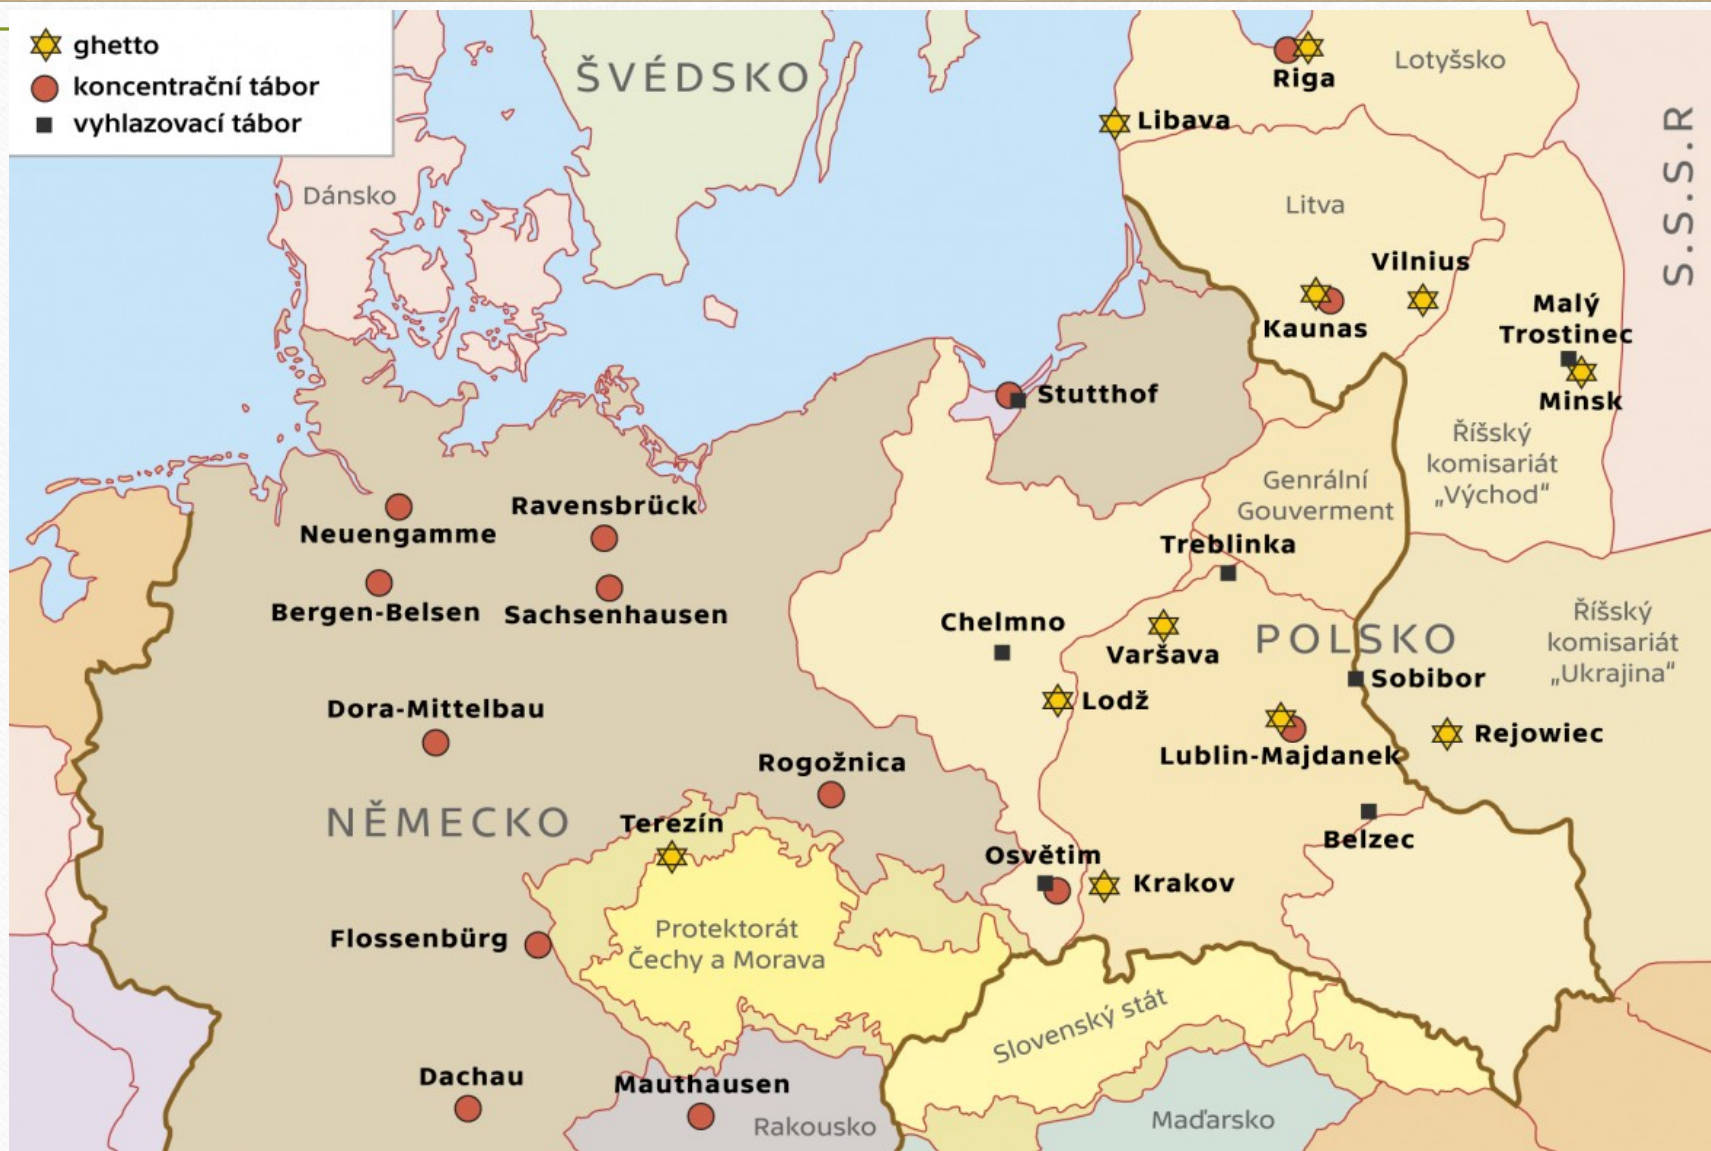 ghetto
koncentrační tábor
vyhlazovací tábor
ŠVÉDSKO
Lotyšsko
Riga
Libava
S.S.S.R
Dánsko
Litva
Vilnius
Kaunas
Malý
Trostinec
Minsk
Stutthof
Říšský
komisariát
„Východ“
Genrální
Gouverment
Neuengamme
Ravensbrück
Treblinka
Bergen-Belsen
Sachsenhausen
Chelmno
Varšava
POLSKO
Říšský
komisariát
„Ukrajina“
Sobibor
Lodž
Dora-Mittelbau
Rejowiec
Lublin-Majdanek
Rogožnica
NĚMECKO
Terezín
Belzec
Osvětim
Krakov
Flossenbürg
Protektorát
Čechy a Morava
Slovenský stát
Dachau
Mauthausen
Rakousko
Maďarsko